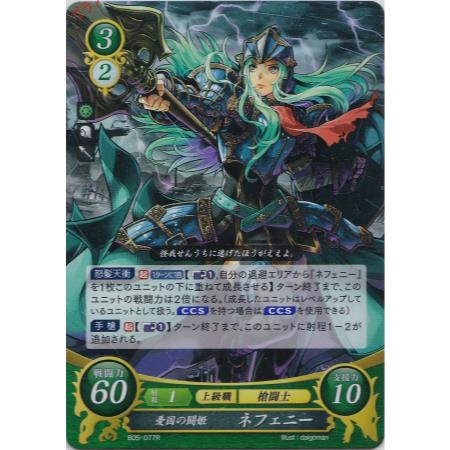 3
2
怪我せんうちに逃げたほうがええよ。
怒髪天衝 起 1ターンに1回 【1,自分の退避エリアから『ネフェニー』
を1枚このユニットの下に重ねて成長させる】ターン終了まで、この
ユニットの戦闘力は2倍になる。(成長したユニットはレベルアップして
いるユニットとして扱う。CCSを持つ場合はCCSを使用できる)
手槍 起 【1】ターン終了まで、このユニットに射程1-2が
追加される。
戦闘力
60
射程 1
上級職
槍闘士
支援力
10
憂国の闘姫 ネフェニー
B05-077R
Illust : daigoman